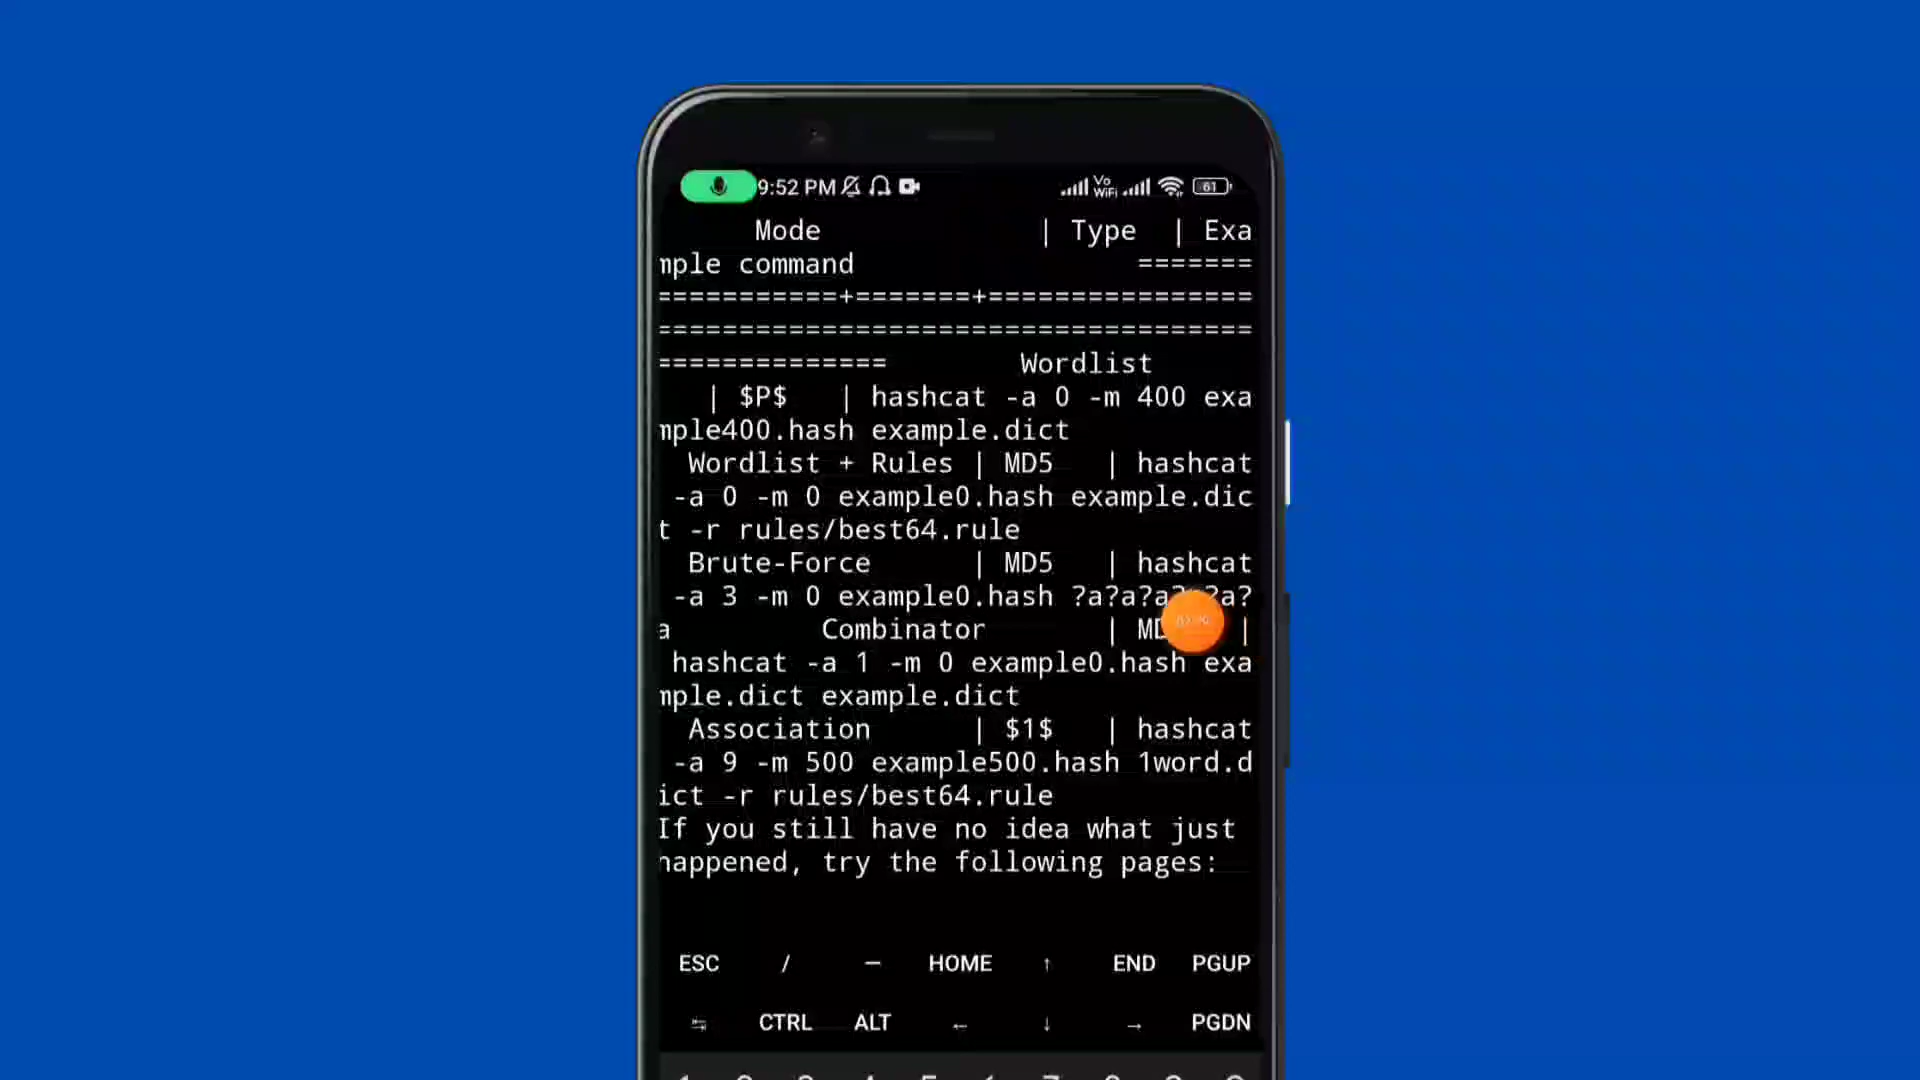 9:52 PM Vo WiFi 61
Mode | Type | Exa
mple command =======
===========+=======+================
====================================
============== Wordlist
| $P$ | hashcat -a 0 -m 400 exa
mple400.hash example.dict
Wordlist + Rules | MD5 | hashcat
-a 0 -m 0 example0.hash example.dic
t -r rules/best64.rule
Brute-Force | MD5 | hashcat
-a 3 -m 0 example0.hash ?a?a?a?a?a?
a Combinator | MD |
hashcat -a 1 -m 0 example0.hash exa
mple.dict example.dict
Association | $1$ | hashcat
-a 9 -m 500 example500.hash 1word.d
ict -r rules/best64.rule
If you still have no idea what just
happened, try the following pages:
ESC / — HOME ↑ END PGUP
⇆ CTRL ALT ← ↓ → PGDN